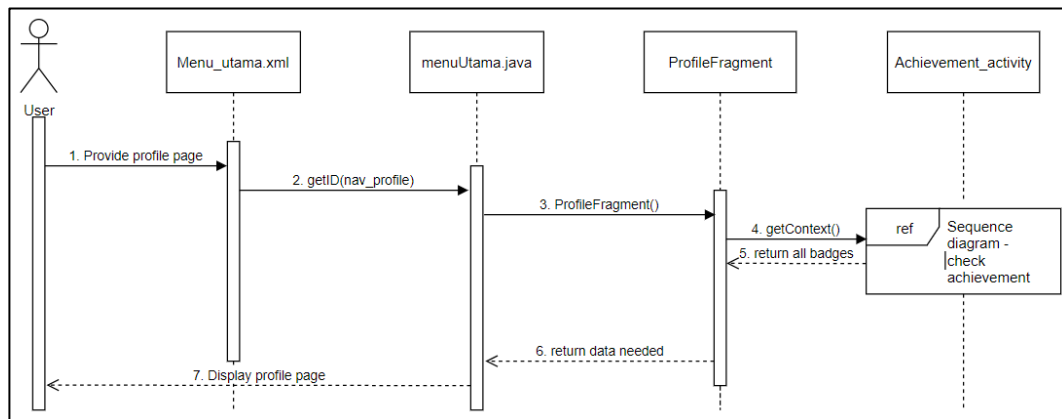 User
Menu_utama.xml
menuUtama.java
ProfileFragment
Achievement_activity
1. Provide profile page
2. getID(nav_profile)
3. ProfileFragment()
4. getContext()
ref
Sequence
diagram -
check
achievement
5. return all badges
6. return data needed
7. Display profile page